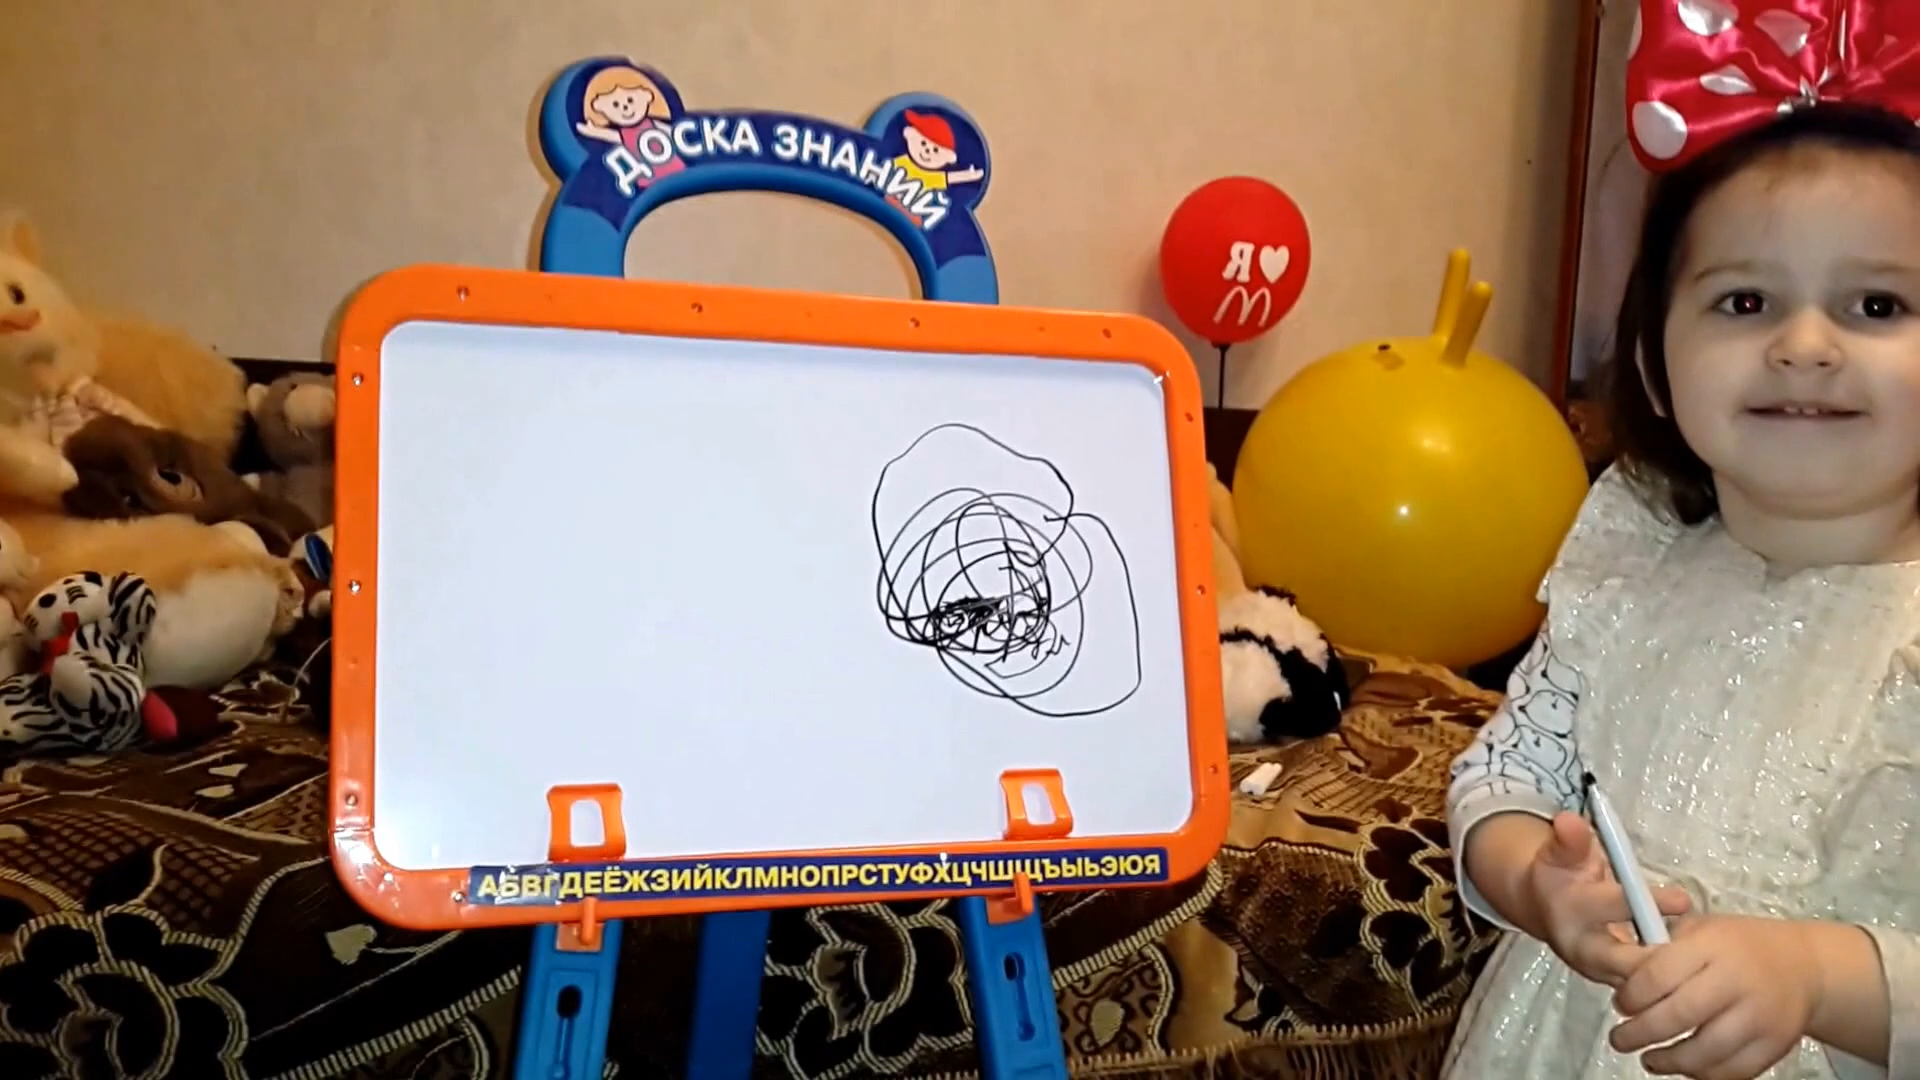 ДОСКА ЗНАНИЙ
Я
АБВГДЕЁЖЗИЙКЛМНОПРСТУФХЦЧШЩЪЫЬЭЮЯ